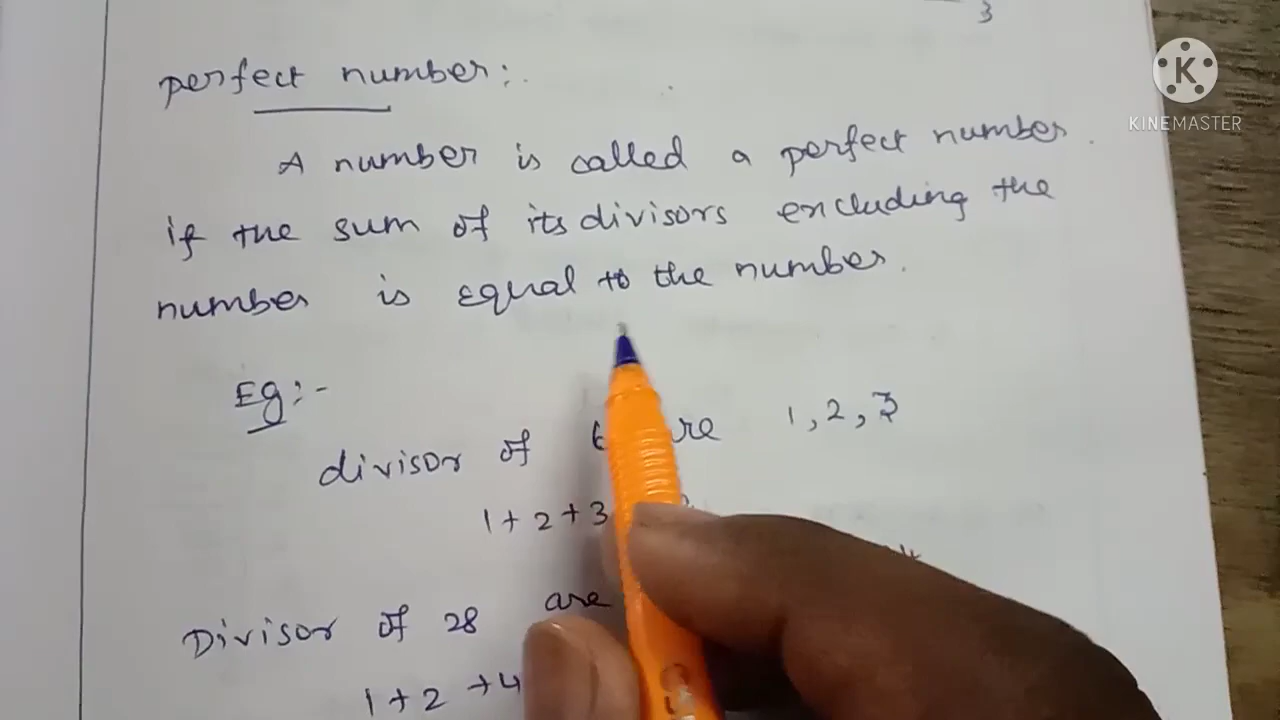 3
perfect number:
A number is called a perfect number.
if the sum of its divisors excluding the
number is equal to the number.
Eg:-
divisor of 6 are 1, 2, 3
1 + 2 + 3
Divisor of 28 are
1 + 2 + 4
K
KINEMASTER